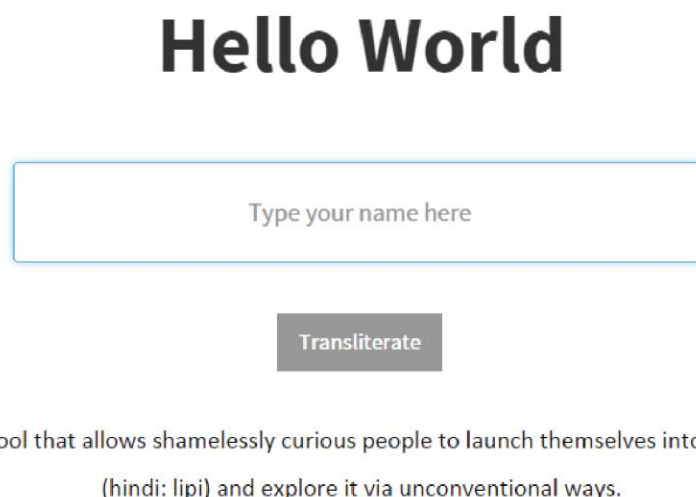 Hello World
Type your name here
Transliterate
that allows shamelessly curious people to launch themselves into
(hindi: lipi) and explore it via unconventional ways.